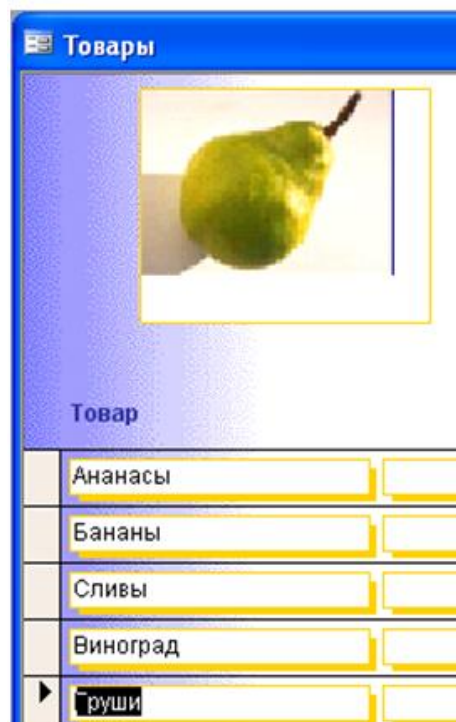 Товары
Товар
Ананасы
Бананы
Сливы
Виноград
Груши